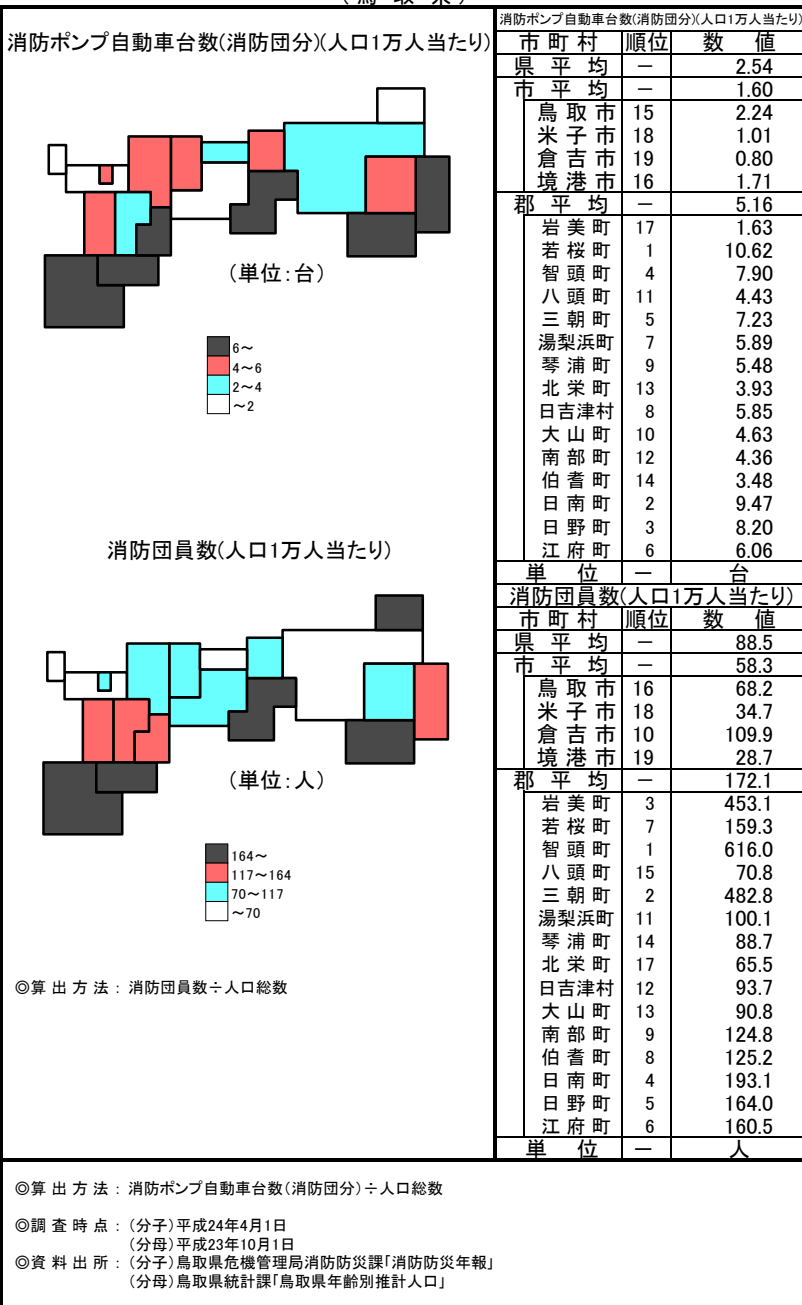 (鳥取県)
消防ポンプ自動車台数(消防団分)(人口1万人当たり)
(単位:台)
6~
4~6
2~4
~2
消防ポンプ自動車台数(消防団分)(人口1万人当たり)
市町村 順位 数値
県平均 － 2.54
市平均 － 1.60
鳥取市 15 2.24
米子市 18 1.01
倉吉市 19 0.80
境港市 16 1.71
郡平均 － 5.16
岩美町 17 1.63
若桜町 1 10.62
智頭町 4 7.90
八頭町 11 4.43
三朝町 5 7.23
湯梨浜町 7 5.89
琴浦町 9 5.48
北栄町 13 3.93
日吉津村 8 5.85
大山町 10 4.63
南部町 12 4.36
伯耆町 14 3.48
日南町 2 9.47
日野町 3 8.20
江府町 6 6.06
単位 － 台
消防団員数(人口1万人当たり)
(単位:人)
164~
117~164
70~117
~70
◎算出方法：消防団員数÷人口総数
消防団員数(人口1万人当たり)
市町村 順位 数値
県平均 － 88.5
市平均 － 58.3
鳥取市 16 68.2
米子市 18 34.7
倉吉市 10 109.9
境港市 19 28.7
郡平均 － 172.1
岩美町 3 453.1
若桜町 7 159.3
智頭町 1 616.0
八頭町 15 70.8
三朝町 2 482.8
湯梨浜町 11 100.1
琴浦町 14 88.7
北栄町 17 65.5
日吉津村 12 93.7
大山町 13 90.8
南部町 9 124.8
伯耆町 8 125.2
日南町 4 193.1
日野町 5 164.0
江府町 6 160.5
単位 － 人
◎算出方法：消防ポンプ自動車台数(消防団分)÷人口総数
◎調査時点：(分子)平成24年4月1日
(分母)平成23年10月1日
◎資料出所：(分子)鳥取県危機管理局消防防災課「消防防災年報」
(分母)鳥取県統計課「鳥取県年齢別推計人口」